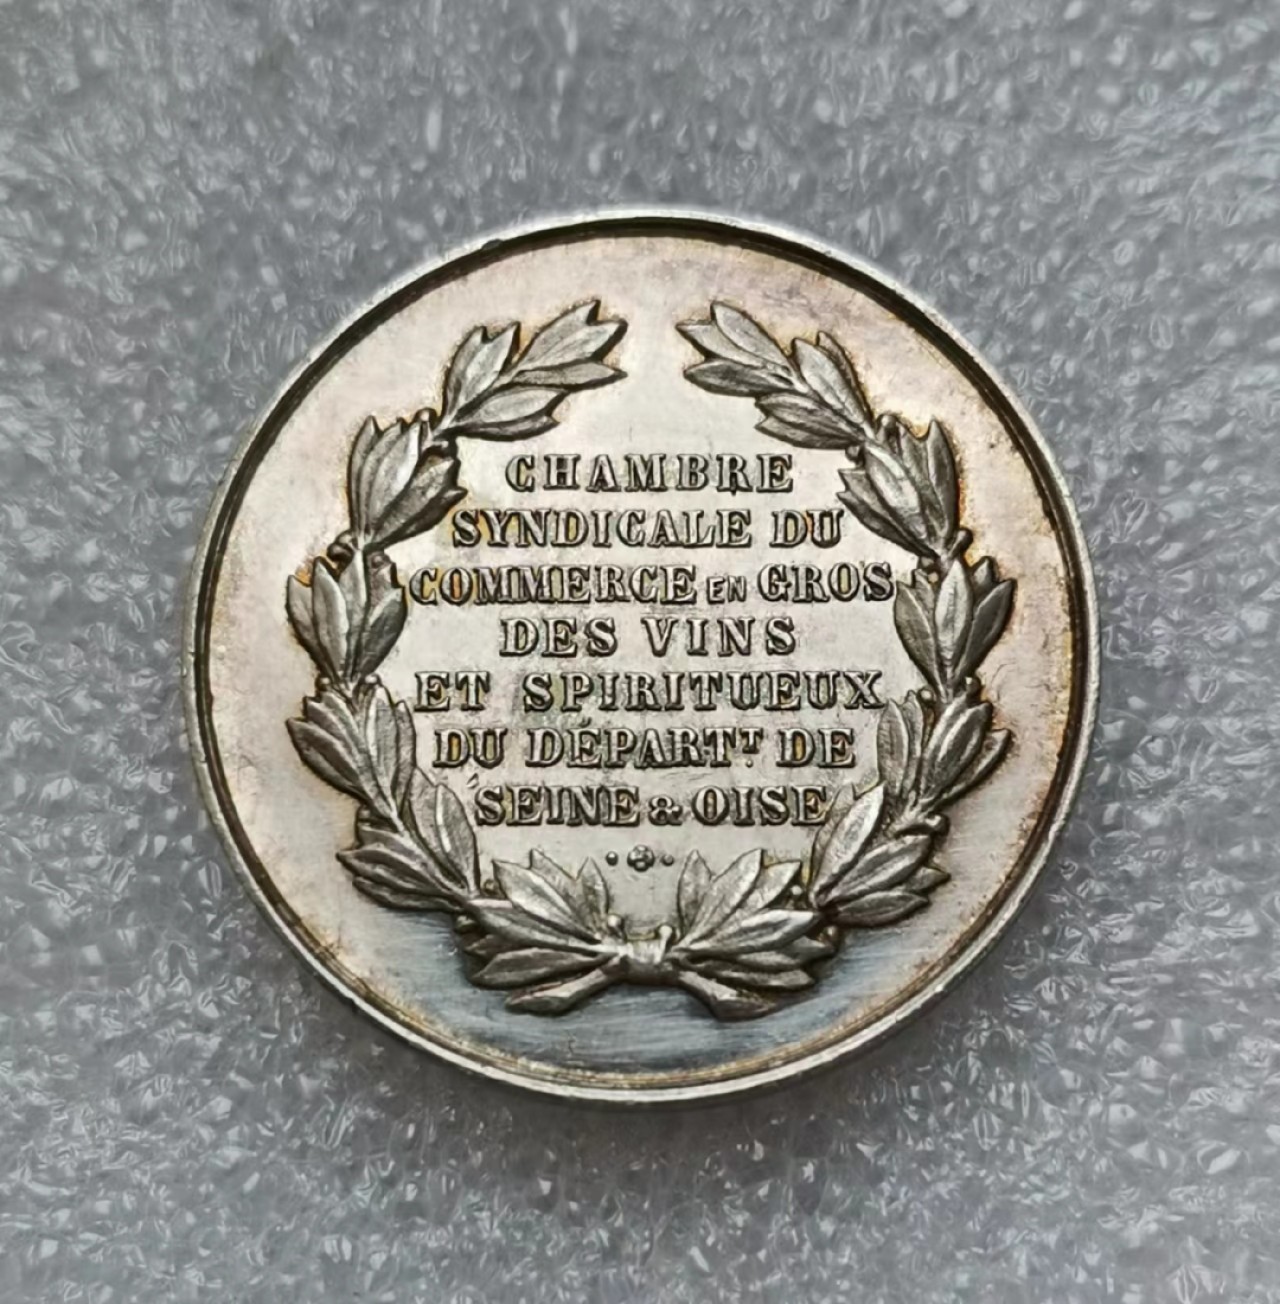 CHAMBRE
SYNDICALE DU
COMMERCE EN GROS
DES VINS
ET SPIRITUEUX
DU DÉPARTT DE
SEINE & OISE